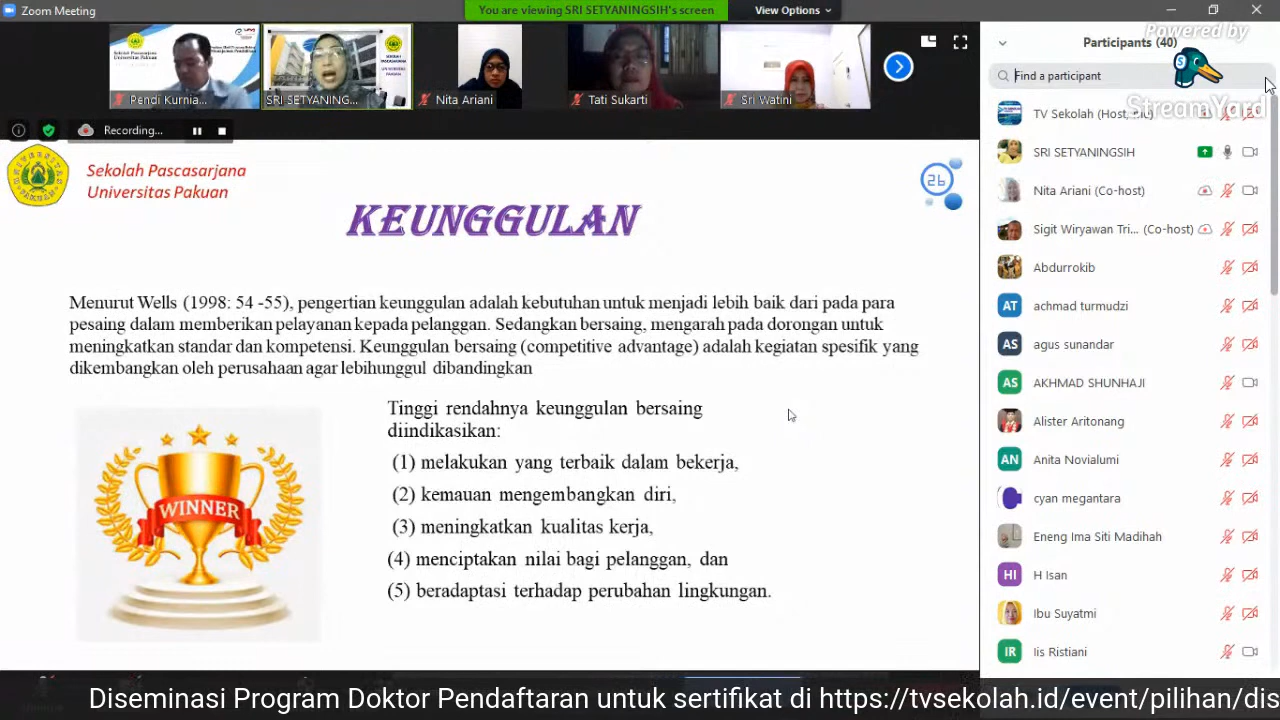 Zoom Meeting
You are viewing SRI SETYANINGSIH's screen
View Options
Pendi Kurnia...
SRI SETYANING...
Nita Ariani
Tati Sukarti
Sri Watini
Recording...
Sekolah Pascasarjana
Universitas Pakuan
26
KEUNGGULAN
Menurut Wells (1998: 54 -55), pengertian keunggulan adalah kebutuhan untuk menjadi lebih baik dari pada para
pesaing dalam memberikan pelayanan kepada pelanggan. Sedangkan bersaing, mengarah pada dorongan untuk
meningkatkan standar dan kompetensi. Keunggulan bersaing (competitive advantage) adalah kegiatan spesifik yang
dikembangkan oleh perusahaan agar lebihunggul dibandingkan
WINNER
Tinggi rendahnya keunggulan bersaing
diindikasikan:
(1) melakukan yang terbaik dalam bekerja,
(2) kemauan mengembangkan diri,
(3) meningkatkan kualitas kerja,
(4) menciptakan nilai bagi pelanggan, dan
(5) beradaptasi terhadap perubahan lingkungan.
Participants (40)
Powered by
StreamYard
Find a participant
TV Sekolah (Host,
SRI SETYANINGSIH
Nita Ariani (Co-host)
Sigit Wiryawan Tri... (Co-host)
Abdurrokib
AT achmad turmudzi
AS agus sunandar
AS AKHMAD SHUNHAJI
Alister Aritonang
AN Anita Novialumi
cyan megantara
Eneng Ima Siti Madihah
HI H Isan
Ibu Suyatmi
IR Iis Ristiani
Diseminasi Program Doktor Pendaftaran untuk sertifikat di https://tvsekolah.id/event/pilihan/dis